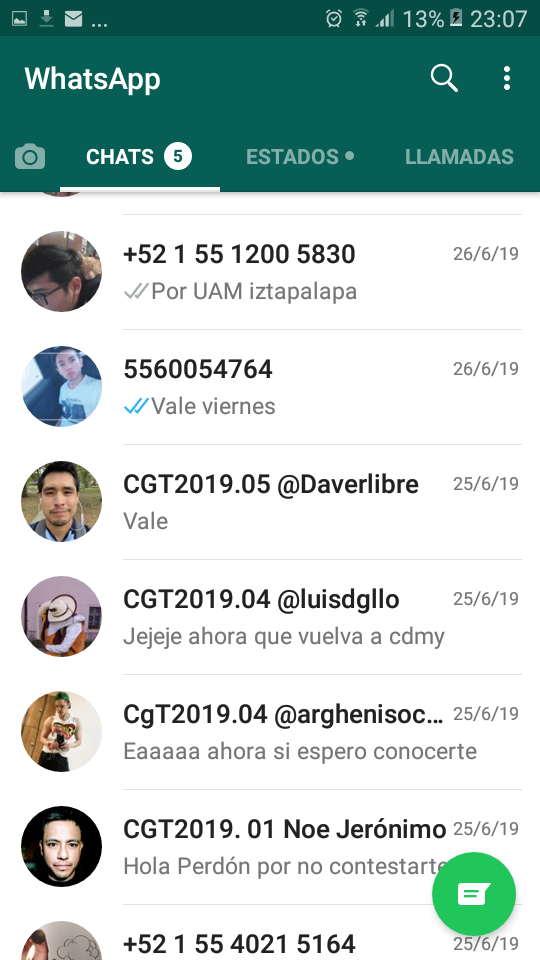 ... 13% 23:07
WhatsApp
CHATS 5 ESTADOS LLAMADAS
+52 1 55 1200 5830 26/6/19
Por UAM iztapalapa
5560054764 26/6/19
Vale viernes
CGT2019.05 @Daverlibre 25/6/19
Vale
CGT2019.04 @luisdgllo 25/6/19
Jejeje ahora que vuelva a cdmy
CgT2019.04 @arghenisoc... 25/6/19
Eaaaaa ahora si espero conocerte
CGT2019. 01 Noe Jerónimo 25/6/19
Hola Perdón por no contestarte
+52 1 55 4021 5164 25/6/19